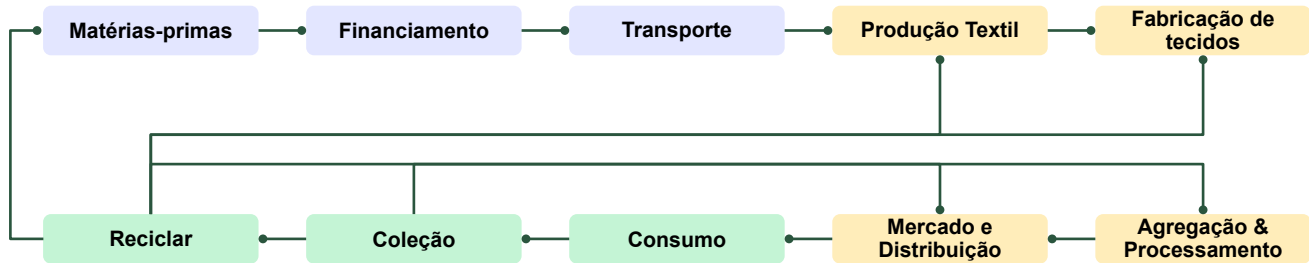 Matérias-primas
Financiamento
Transporte
Produção Textil
Fabricação de
tecidos
Reciclar
Coleção
Consumo
Mercado e
Distribuição
Agregação &
Processamento